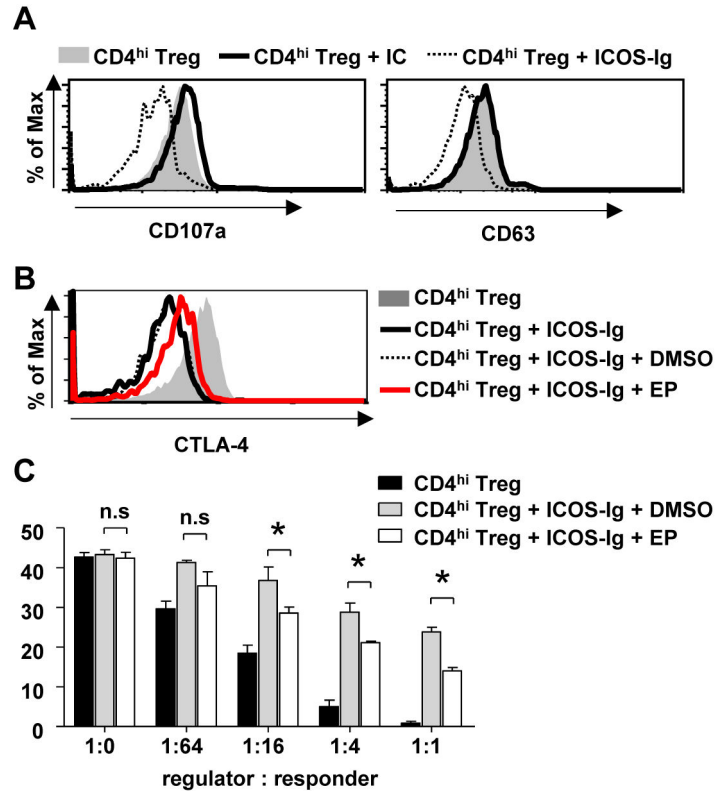 A
CD4hi Treg CD4hi Treg + IC CD4hi Treg + ICOS-Ig
% of Max
CD107a
CD63
B
% of Max
CD4hi Treg
CD4hi Treg + ICOS-Ig
CD4hi Treg + ICOS-Ig + DMSO
CD4hi Treg + ICOS-Ig + EP
CTLA-4
C
CD4hi Treg
CD4hi Treg + ICOS-Ig + DMSO
CD4hi Treg + ICOS-Ig + EP
n.s n.s * * *
50
40
30
20
10
0
1:0 1:64 1:16 1:4 1:1
regulator : responder